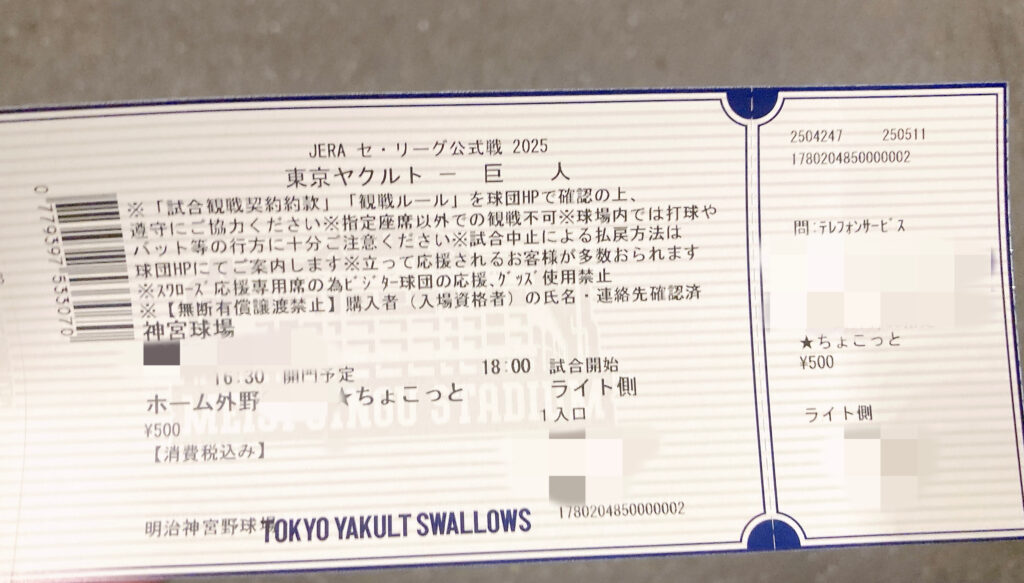 JERA セ・リーグ公式戦 2025
東京ヤクルト － 巨 人
※「試合観戦契約約款」「観戦ルール」を球団HPで確認の上、
遵守にご協力ください※指定座席以外での観戦不可※球場内では打球や
バット等の行方に十分ご注意ください※試合中止による払戻方法は
球団HPにてご案内します※立って応援されるお客様が多数おられます
※ｽﾜﾛｰｽﾞ応援専用席の為ﾋﾞｼﾞﾀｰ球団の応援、ｸﾞｯｽﾞ使用禁止
※【無断有償譲渡禁止】購入者（入場資格者）の氏名・連絡先確認済
神宮球場
16:30 開門予定 18:00 試合開始
ホーム外野 ★ちょこっと ライト側
¥500 1入口
【消費税込み】
1780204850000002
明治神宮野球場
TOKYO YAKULT SWALLOWS
0779397533070
2504247 250511
1780204850000002
問:ﾃﾚﾌｫﾝｻｰﾋﾞｽ
★ちょこっと
¥500
ライト側